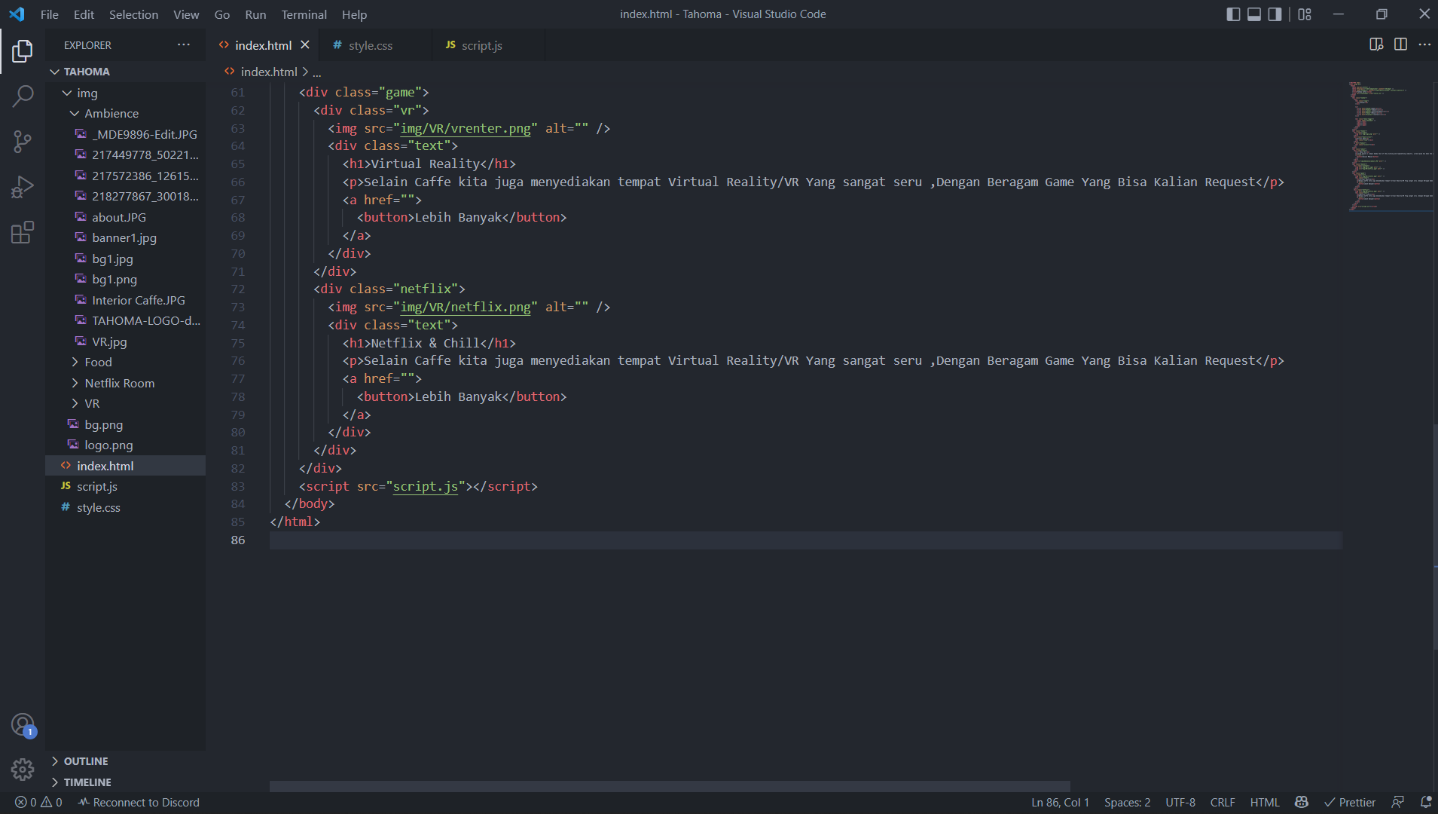 File Edit Selection View Go Run Terminal Help
index.html - Tahoma - Visual Studio Code
EXPLORER
TAHOMA
img
Ambience
_MDE9896-Edit.JPG
217449778_50221...
217572386_12615...
218277867_30018...
about.JPG
banner1.jpg
bg1.jpg
bg1.png
Interior Caffe.JPG
TAHOMA-LOGO-d...
VR.jpg
Food
Netflix Room
VR
bg.png
logo.png
index.html
JS script.js
# style.css
OUTLINE
TIMELINE
index.html # style.css JS script.js
index.html > ...
61 <div class="game">
62 <div class="vr">
63 <img src="img/VR/vrenter.png" alt="" />
64 <div class="text">
65 <h1>Virtual Reality</h1>
66 <p>Selain Caffe kita juga menyediakan tempat Virtual Reality/VR Yang sangat seru ,Dengan Beragam Game Yang Bisa Kalian Request</p>
67 <a href="">
68 <button>Lebih Banyak</button>
69 </a>
70 </div>
71 </div>
72 <div class="netflix">
73 <img src="img/VR/netflix.png" alt="" />
74 <div class="text">
75 <h1>Netflix & Chill</h1>
76 <p>Selain Caffe kita juga menyediakan tempat Virtual Reality/VR Yang sangat seru ,Dengan Beragam Game Yang Bisa Kalian Request</p>
77 <a href="">
78 <button>Lebih Banyak</button>
79 </a>
80 </div>
81 </div>
82 </div>
83 <script src="script.js"></script>
84 </body>
85 </html>
86
1
0 0 Reconnect to Discord
Ln 86, Col 1 Spaces: 2 UTF-8 CRLF HTML Prettier